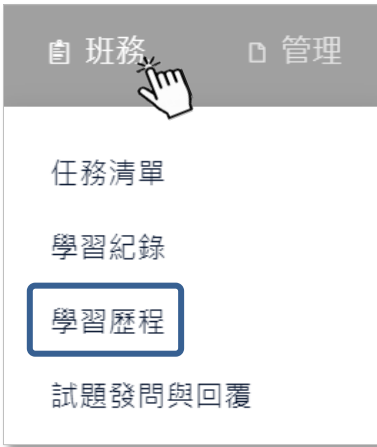 班務 管理
任務清單
學習紀錄
學習歷程
試題發問與回覆